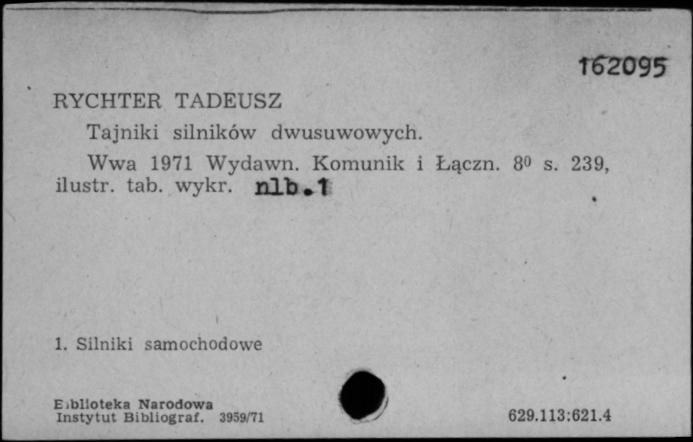 162095
RYCHTER TADEUSZ
Tajniki silników dwusuwowych.
Wwa 1971 Wydawn. Komunik i Łączn. 8⁰ s. 239,
ilustr. tab. wykr. nlb.1
1. Silniki samochodowe
Biblioteka Narodowa
Instytut Bibliograf. 3959/71
629.113:621.4